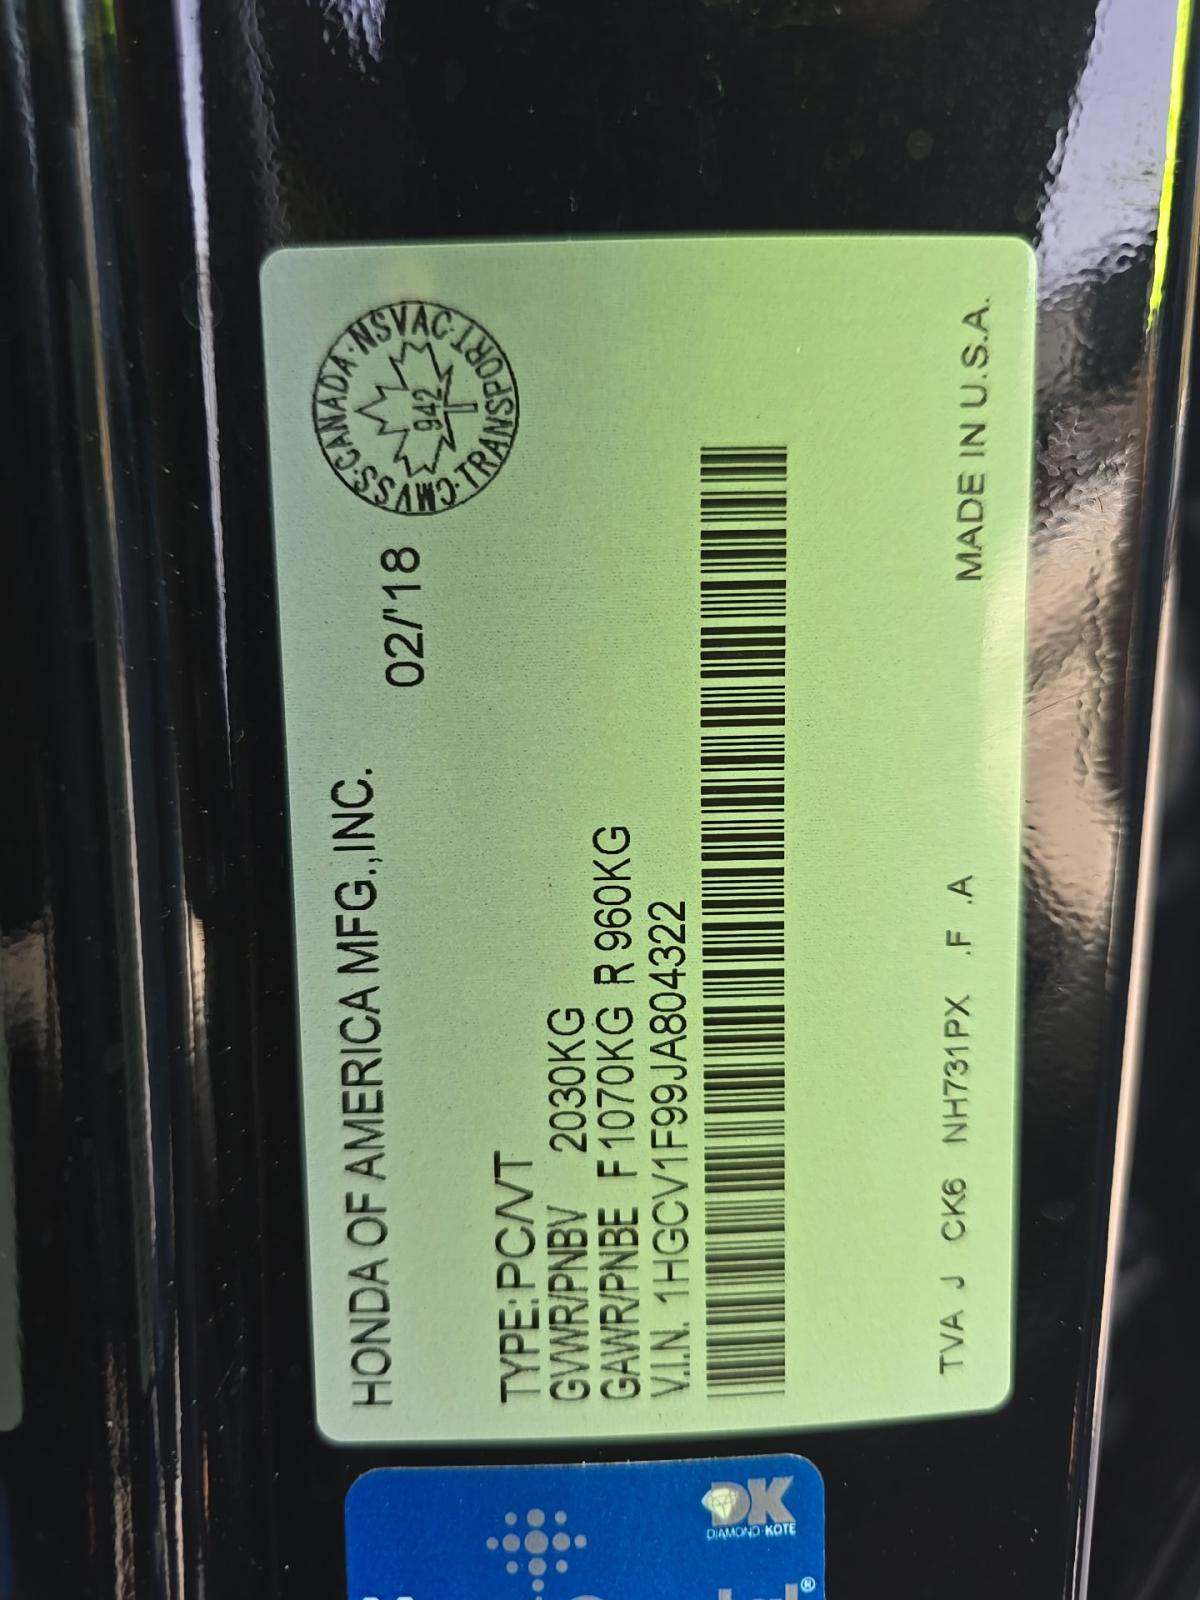 HONDA OF AMERICA MFG.,INC.
02/'18
CMVSS·CANADA·NSVAC·TRANSPORT·
942
TYPE:PC/VT
GVWR/PNBV 2030KG
GAWR/PNBE F 1070KG R 960KG
V.I.N. 1HGCV1F99JA804322
TVA J CK6 NH731PX .F .A
MADE IN U.S.A.
DK
DIAMOND-KOTE
®